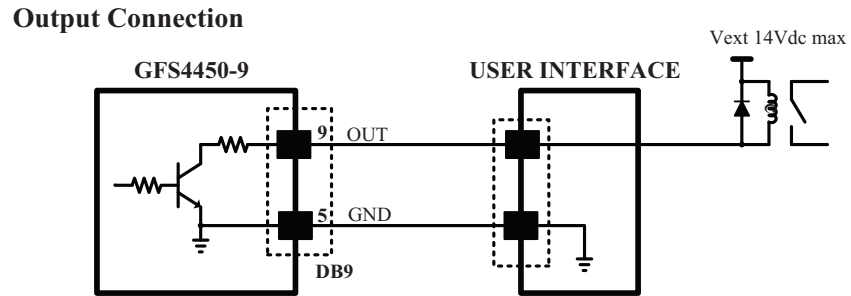 Output Connection
Vext 14Vdc max
GFS4450-9
USER INTERFACE
9 OUT
5 GND
DB9